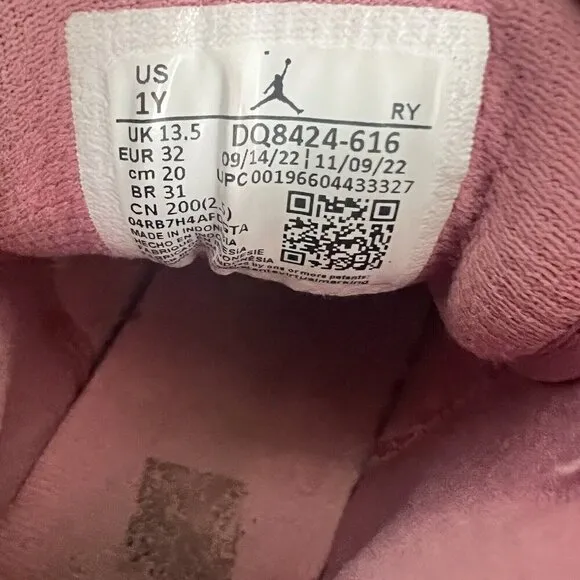 US
1Y
RY
UK 13.5
EUR 32
cm 20
BR 31
CN 200(2.5)
DQ8424-616
09/14/22 | 11/09/22
UPC 00196604433327
04RB7H4AF
MADE IN INDONESIA
HECHO EN